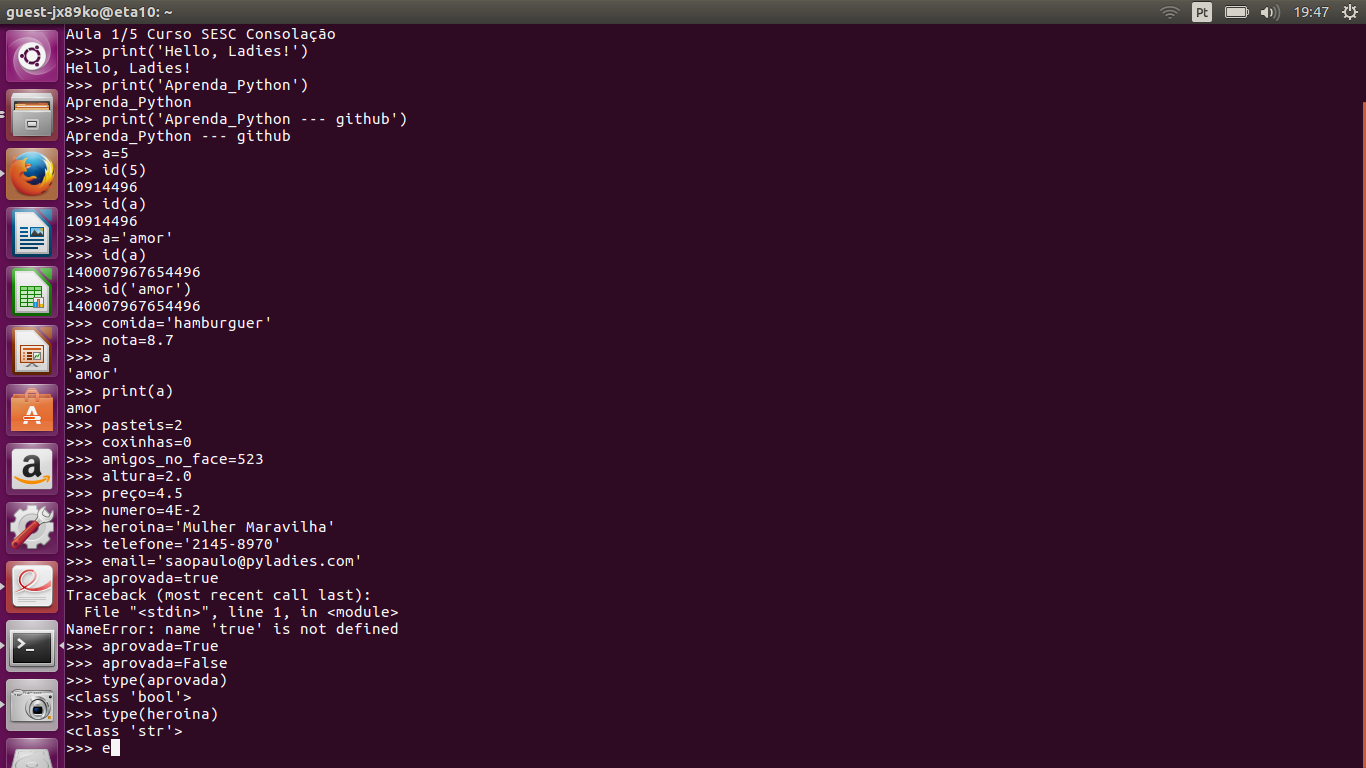 guest-jx89ko@eta10: ~
Pt
19:47
Aula 1/5 Curso SESC Consolação
>>> print('Hello, Ladies!')
Hello, Ladies!
>>> print('Aprenda_Python')
Aprenda_Python
>>> print('Aprenda_Python --- github')
Aprenda_Python --- github
>>> a=5
>>> id(5)
10914496
>>> id(a)
10914496
>>> a='amor'
>>> id(a)
140007967654496
>>> id('amor')
140007967654496
>>> comida='hamburguer'
>>> nota=8.7
>>> a
'amor'
>>> print(a)
amor
>>> pasteis=2
>>> coxinhas=0
>>> amigos_no_face=523
>>> altura=2.0
>>> preço=4.5
>>> numero=4E-2
>>> heroina='Mulher Maravilha'
>>> telefone='2145-8970'
>>> email='saopaulo@pyladies.com'
>>> aprovada=true
Traceback (most recent call last):
  File "<stdin>", line 1, in <module>
NameError: name 'true' is not defined
>>> aprovada=True
>>> aprovada=False
>>> type(aprovada)
<class 'bool'>
>>> type(heroina)
<class 'str'>
>>> e